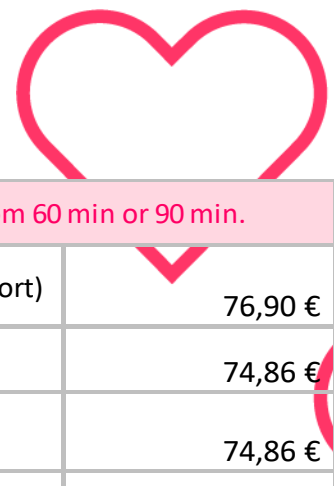 m 60 min or 90 min.
ort)
76,90 €
74,86 €
74,86 €